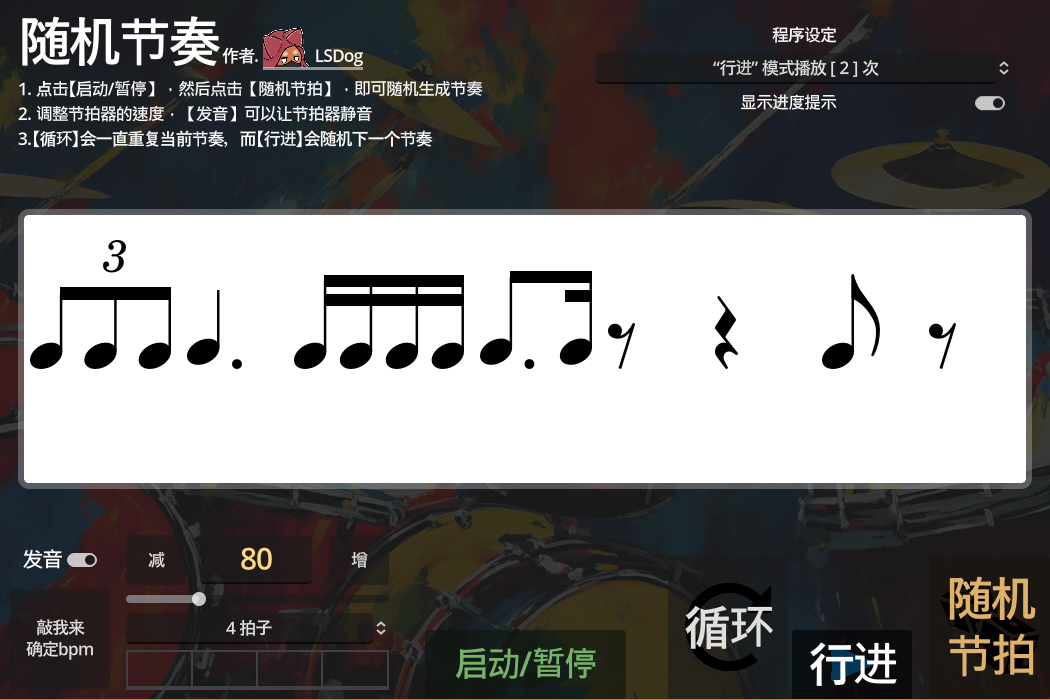 随机节奏 作者. LSDog
1. 点击【启动/暂停】，然后点击【随机节拍】，即可随机生成节奏
2. 调整节拍器的速度，【发音】可以让节拍器静音
3.【循环】会一直重复当前节奏，而【行进】会随机下一个节奏
程序设定
“行进” 模式播放 [ 2 ] 次
显示进度提示
3
发音
减 80 增
敲我来
确定bpm
4 拍子
启动/暂停
循环
行进
随机
节拍